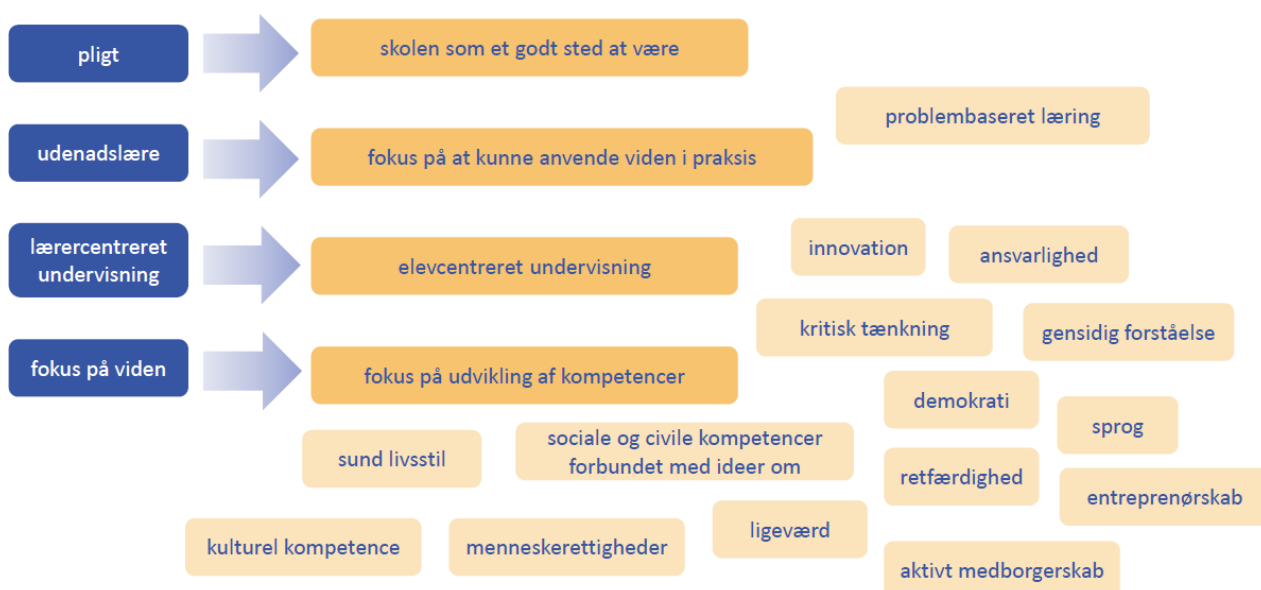 pligt
skolen som et godt sted at være
problembaseret læring
udenadslære
fokus på at kunne anvende viden i praksis
lærercentreret
undervisning
elevcentreret undervisning
innovation
ansvarlighed
kritisk tænkning
gensidig forståelse
fokus på viden
fokus på udvikling af kompetencer
demokrati
sprog
sund livsstil
sociale og civile kompetencer
forbundet med ideer om
retfærdighed
entreprenørskab
kulturel kompetence
menneskerettigheder
ligeværd
aktivt medborgerskab